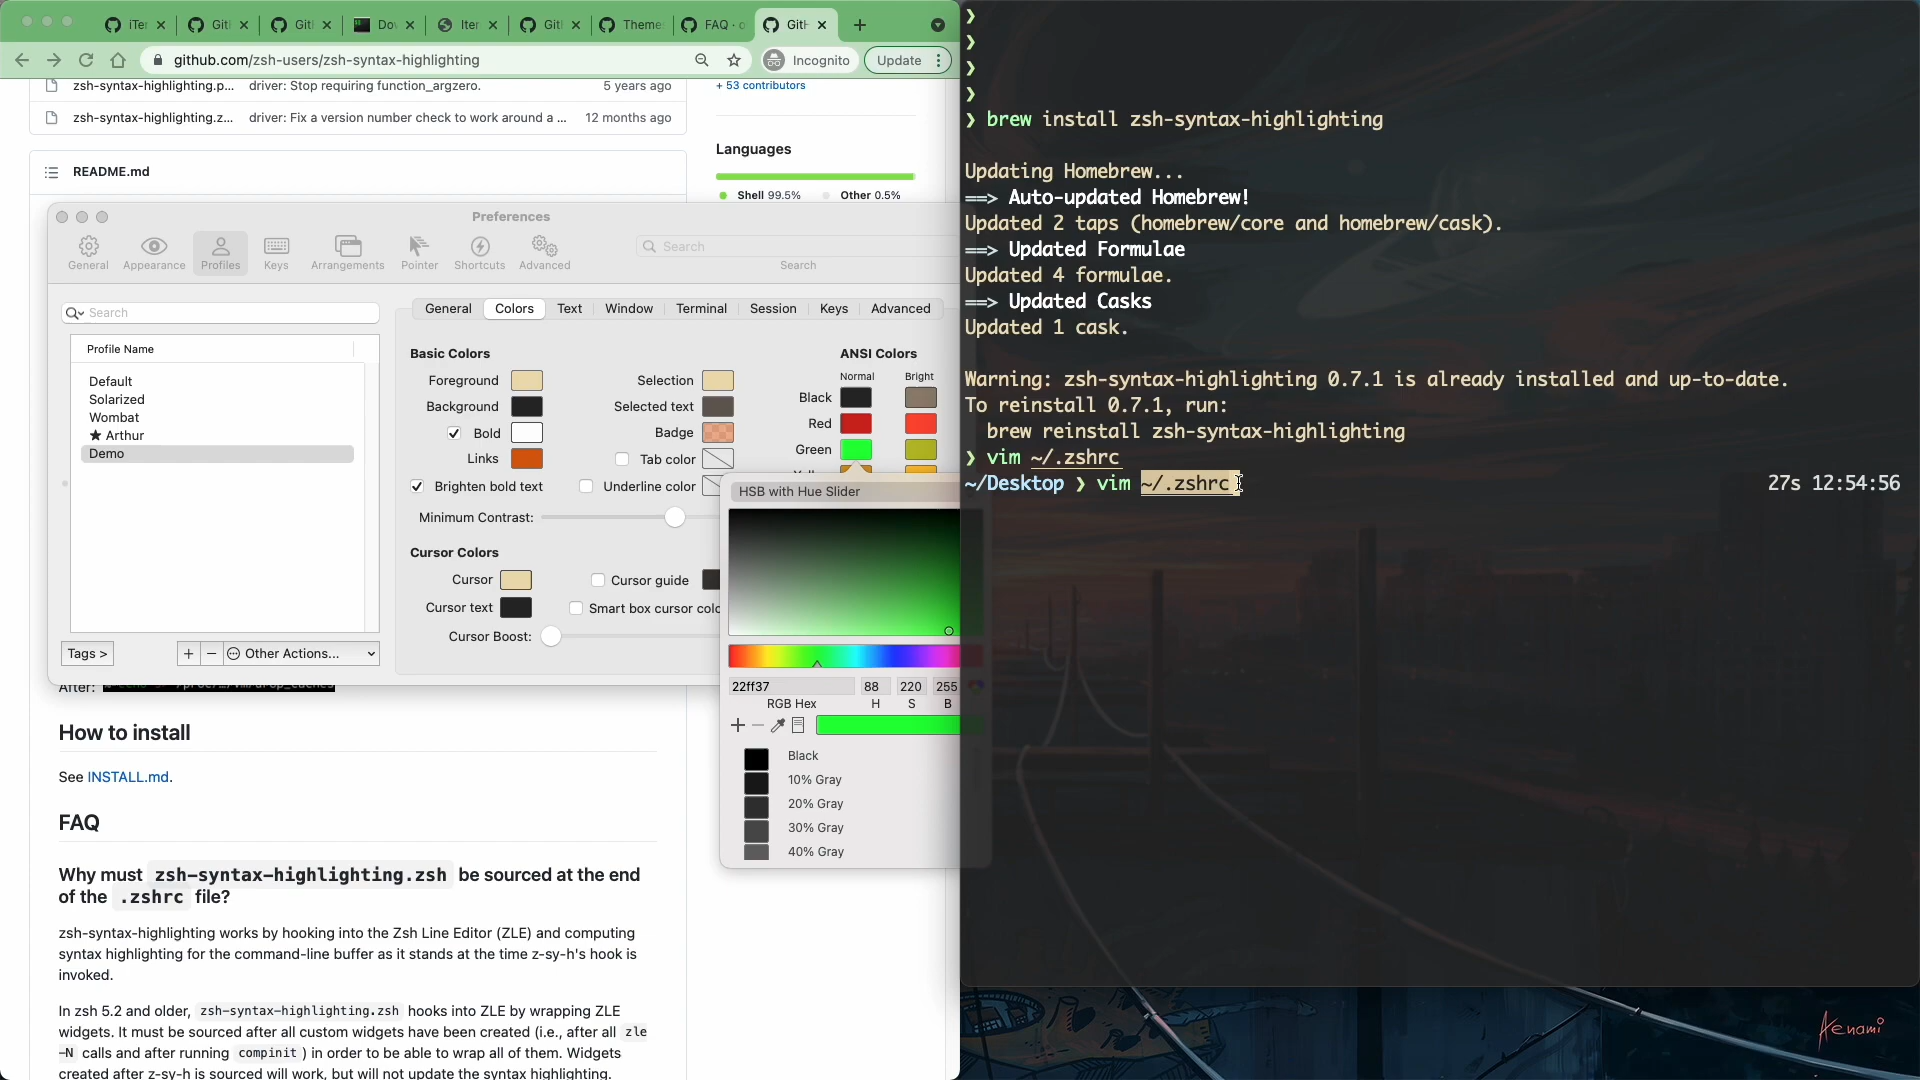 iTer
Gitl
Gitl
Dov
Iter
Gitl
Theme
FAQ · o
GitH
github.com/zsh-users/zsh-syntax-highlighting
Incognito
Update
zsh-syntax-highlighting.p... driver: Stop requiring function_argzero. 5 years ago
zsh-syntax-highlighting.z... driver: Fix a version number check to work around a ... 12 months ago
+ 53 contributors
Languages
Shell 99.5% Other 0.5%
README.md
Preferences
General
Appearance
Profiles
Keys
Arrangements
Pointer
Shortcuts
Advanced
Search
Search
Search
Profile Name
Default
Solarized
Wombat
★ Arthur
Demo
Tags >
+ −
Other Actions...
General Colors Text Window Terminal Session Keys Advanced
Basic Colors
Foreground
Background
Bold
Links
Brighten bold text
Minimum Contrast:
Selection
Selected text
Badge
Tab color
Underline color
ANSI Colors
Normal Bright
Black
Red
Green
Cursor Colors
Cursor
Cursor text
Cursor Boost:
Cursor guide
Smart box cursor colo
HSB with Hue Slider
22ff37 88 220 255
RGB Hex H S B
Black
10% Gray
20% Gray
30% Gray
40% Gray
After:
How to install
See INSTALL.md.
FAQ
Why must zsh-syntax-highlighting.zsh be sourced at the end
of the .zshrc file?
zsh-syntax-highlighting works by hooking into the Zsh Line Editor (ZLE) and computing
syntax highlighting for the command-line buffer as it stands at the time z-sy-h's hook is
invoked.
In zsh 5.2 and older, zsh-syntax-highlighting.zsh hooks into ZLE by wrapping ZLE
widgets. It must be sourced after all custom widgets have been created (i.e., after all zle
-N calls and after running compinit) in order to be able to wrap all of them. Widgets
created after z-sy-h is sourced will work, but will not update the syntax highlighting.
❯
❯
❯
❯
❯ brew install zsh-syntax-highlighting
Updating Homebrew...
==> Auto-updated Homebrew!
Updated 2 taps (homebrew/core and homebrew/cask).
==> Updated Formulae
Updated 4 formulae.
==> Updated Casks
Updated 1 cask.
Warning: zsh-syntax-highlighting 0.7.1 is already installed and up-to-date.
To reinstall 0.7.1, run:
brew reinstall zsh-syntax-highlighting
❯ vim ~/.zshrc
~/Desktop ❯ vim ~/.zshrc 27s 12:54:56
Aenami